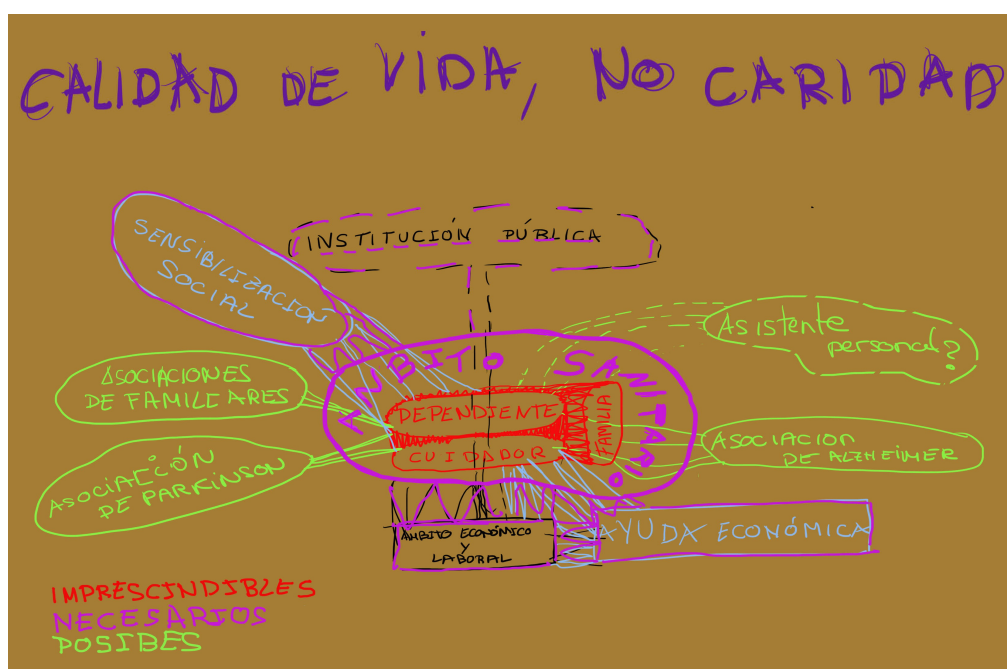 CALIDAD DE VIDA, NO CARIDAD
INSTITUCIÓN PÚBLICA
SENSIBILIZACION
SOCIAL
Asistente
personal?
ÁMBITO SANITARIO
ASOCIACIONES
DE FAMILIARES
DEPENDIENTE
FAMILIA
CUIDADOR
ASOCIACION
DE ALZHEIMER
ASOCIACIÓN
DE PARKINSON
ÁMBITO ECONÓMICO
Y
LABORAL
AYUDA ECONÓMICA
IMPRESCINDIBLES
NECESARIOS
POSIBES